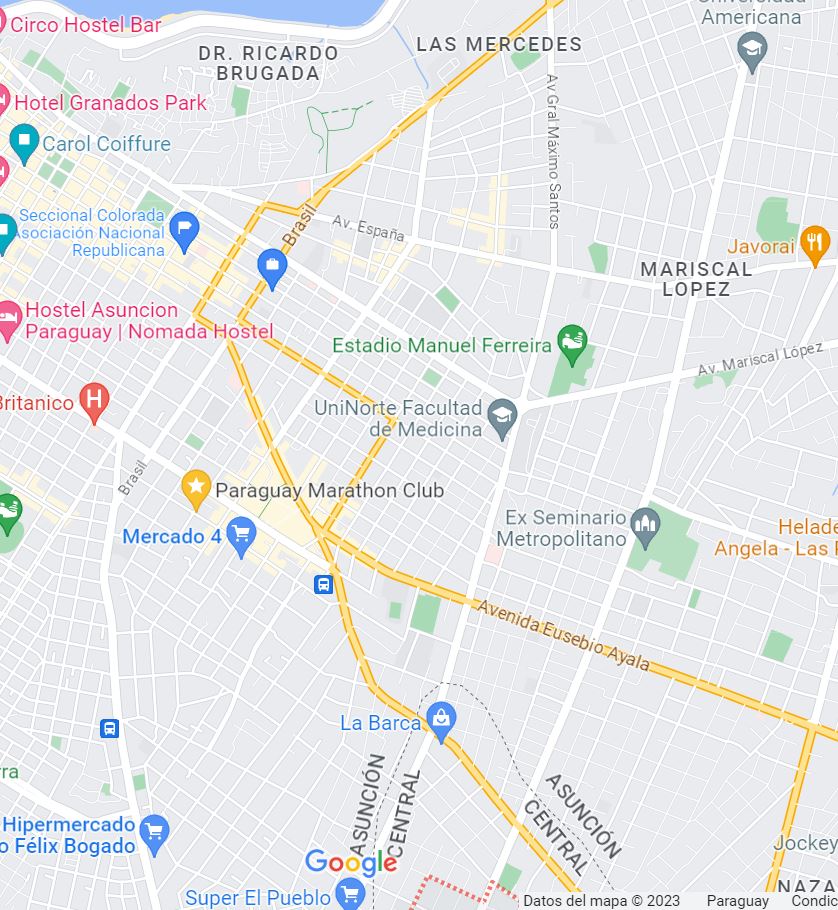 Universidad
Americana
Circo Hostel Bar
DR. RICARDO
BRUGADA
LAS MERCEDES
Hotel Granados Park
Carol Coiffure
Av Gral Máximo Santos
Seccional Colorada
Asociación Nacional
Republicana
Brasil
Av. España
Javorai
MARISCAL
LOPEZ
Hostel Asuncion
Paraguay | Nomada Hostel
Estadio Manuel Ferreira
Av. Mariscal López
Britanico
UniNorte Facultad
de Medicina
Brasil
Paraguay Marathon Club
Mercado 4
Ex Seminario
Metropolitano
Helade
Angela - Las
Avenida Eusebio Ayala
La Barca
ASUNCIÓN
CENTRAL
ASUNCIÓN
CENTRAL
rra
Hipermercado
o Félix Bogado
Google
Jockey
NAZA
Super El Pueblo
Datos del mapa © 2023 Paraguay Condic